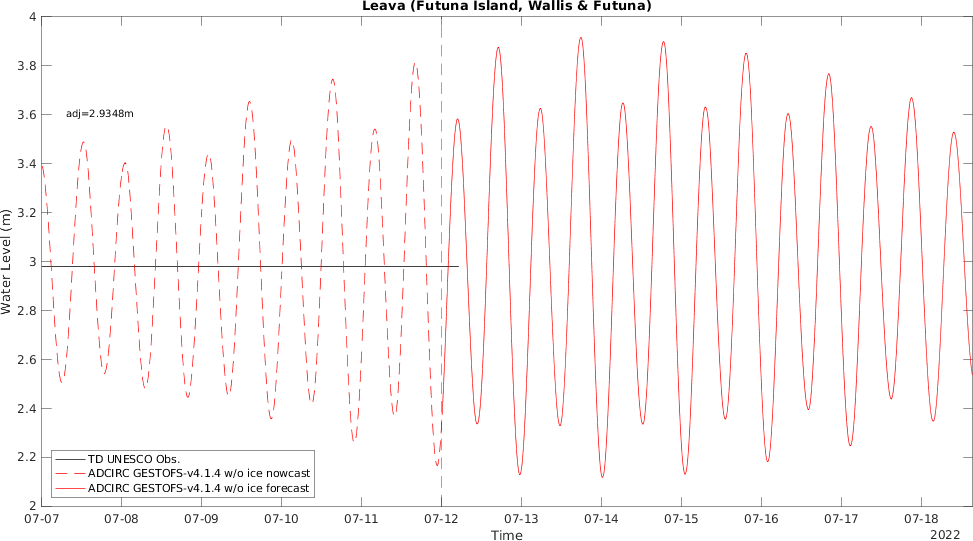 Leava (Futuna Island, Wallis & Futuna)
4
3.8
3.6
3.4
3.2
3
2.8
2.6
2.4
2.2
2
Water Level (m)
adj=2.9348m
TD UNESCO Obs.
ADCIRC GESTOFS-v4.1.4 w/o ice nowcast
ADCIRC GESTOFS-v4.1.4 w/o ice forecast
07-07 07-08 07-09 07-10 07-11 07-12 07-13 07-14 07-15 07-16 07-17 07-18
Time
2022